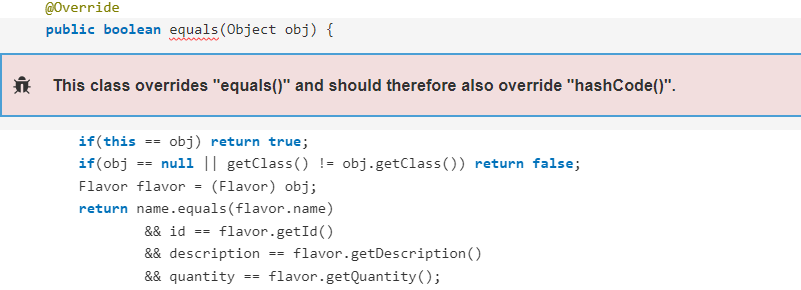 @Override
public boolean equals(Object obj) {
This class overrides "equals()" and should therefore also override "hashCode()".
if(this == obj) return true;
if(obj == null || getClass() != obj.getClass()) return false;
Flavor flavor = (Flavor) obj;
return name.equals(flavor.name)
&& id == flavor.getId()
&& description == flavor.getDescription()
&& quantity == flavor.getQuantity();